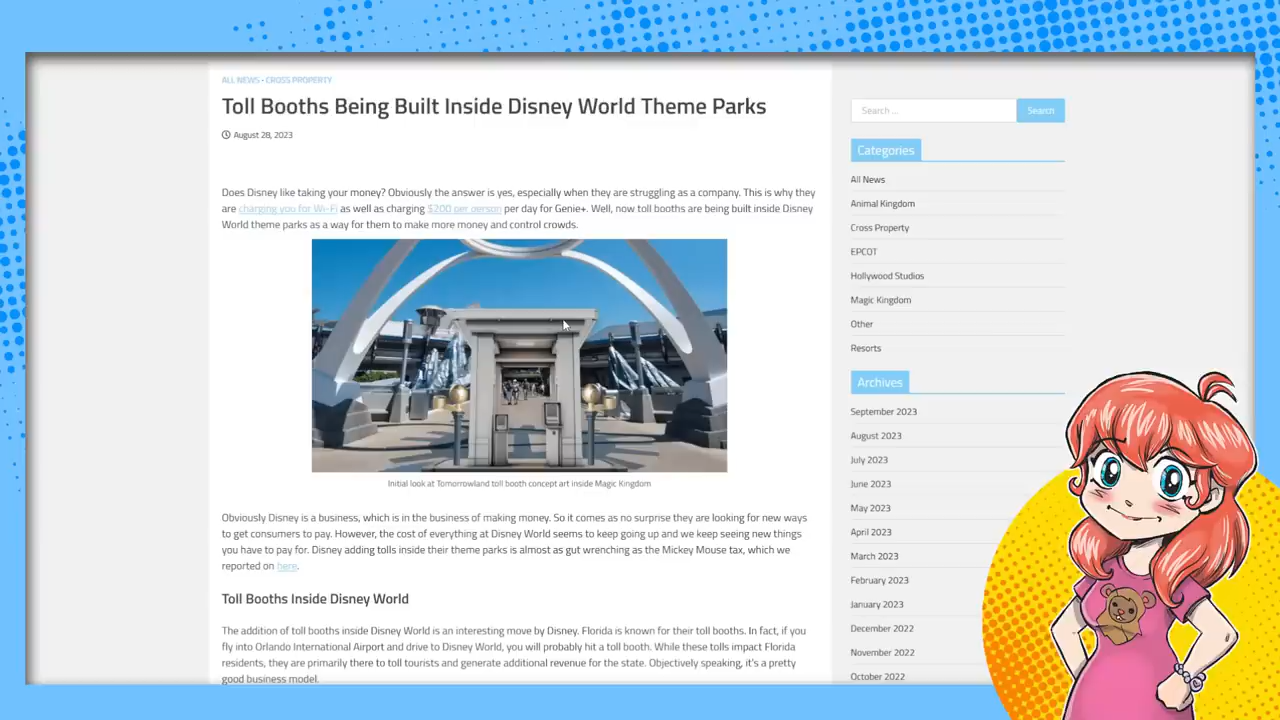 ALL NEWS • CROSS PROPERTY
Toll Booths Being Built Inside Disney World Theme Parks
August 28, 2023
Does Disney like taking your money? Obviously the answer is yes, especially when they are struggling as a company. This is why they
are charging you for Wi-Fi as well as charging $200 per person per day for Genie+. Well, now toll booths are being built inside Disney
World theme parks as a way for them to make more money and control crowds.
Initial look at Tomorrowland toll booth concept art inside Magic Kingdom
Obviously Disney is a business, which is in the business of making money. So it comes as no surprise they are looking for new ways
to get consumers to pay. However, the cost of everything at Disney World seems to keep going up and we keep seeing new things
you have to pay for. Disney adding tolls inside their theme parks is almost as gut wrenching as the Mickey Mouse tax, which we
reported on here.
Toll Booths Inside Disney World
The addition of toll booths inside Disney World is an interesting move by Disney. Florida is known for their toll booths. In fact, if you
fly into Orlando International Airport and drive to Disney World, you will probably hit a toll booth. While these tolls impact Florida
residents, they are primarily there to toll tourists and generate additional revenue for the state. Objectively speaking, it's a pretty
good business model.
Search ...
Search
Categories
All News
Animal Kingdom
Cross Property
EPCOT
Hollywood Studios
Magic Kingdom
Other
Resorts
Archives
September 2023
August 2023
July 2023
June 2023
May 2023
April 2023
March 2023
February 2023
January 2023
December 2022
November 2022
October 2022